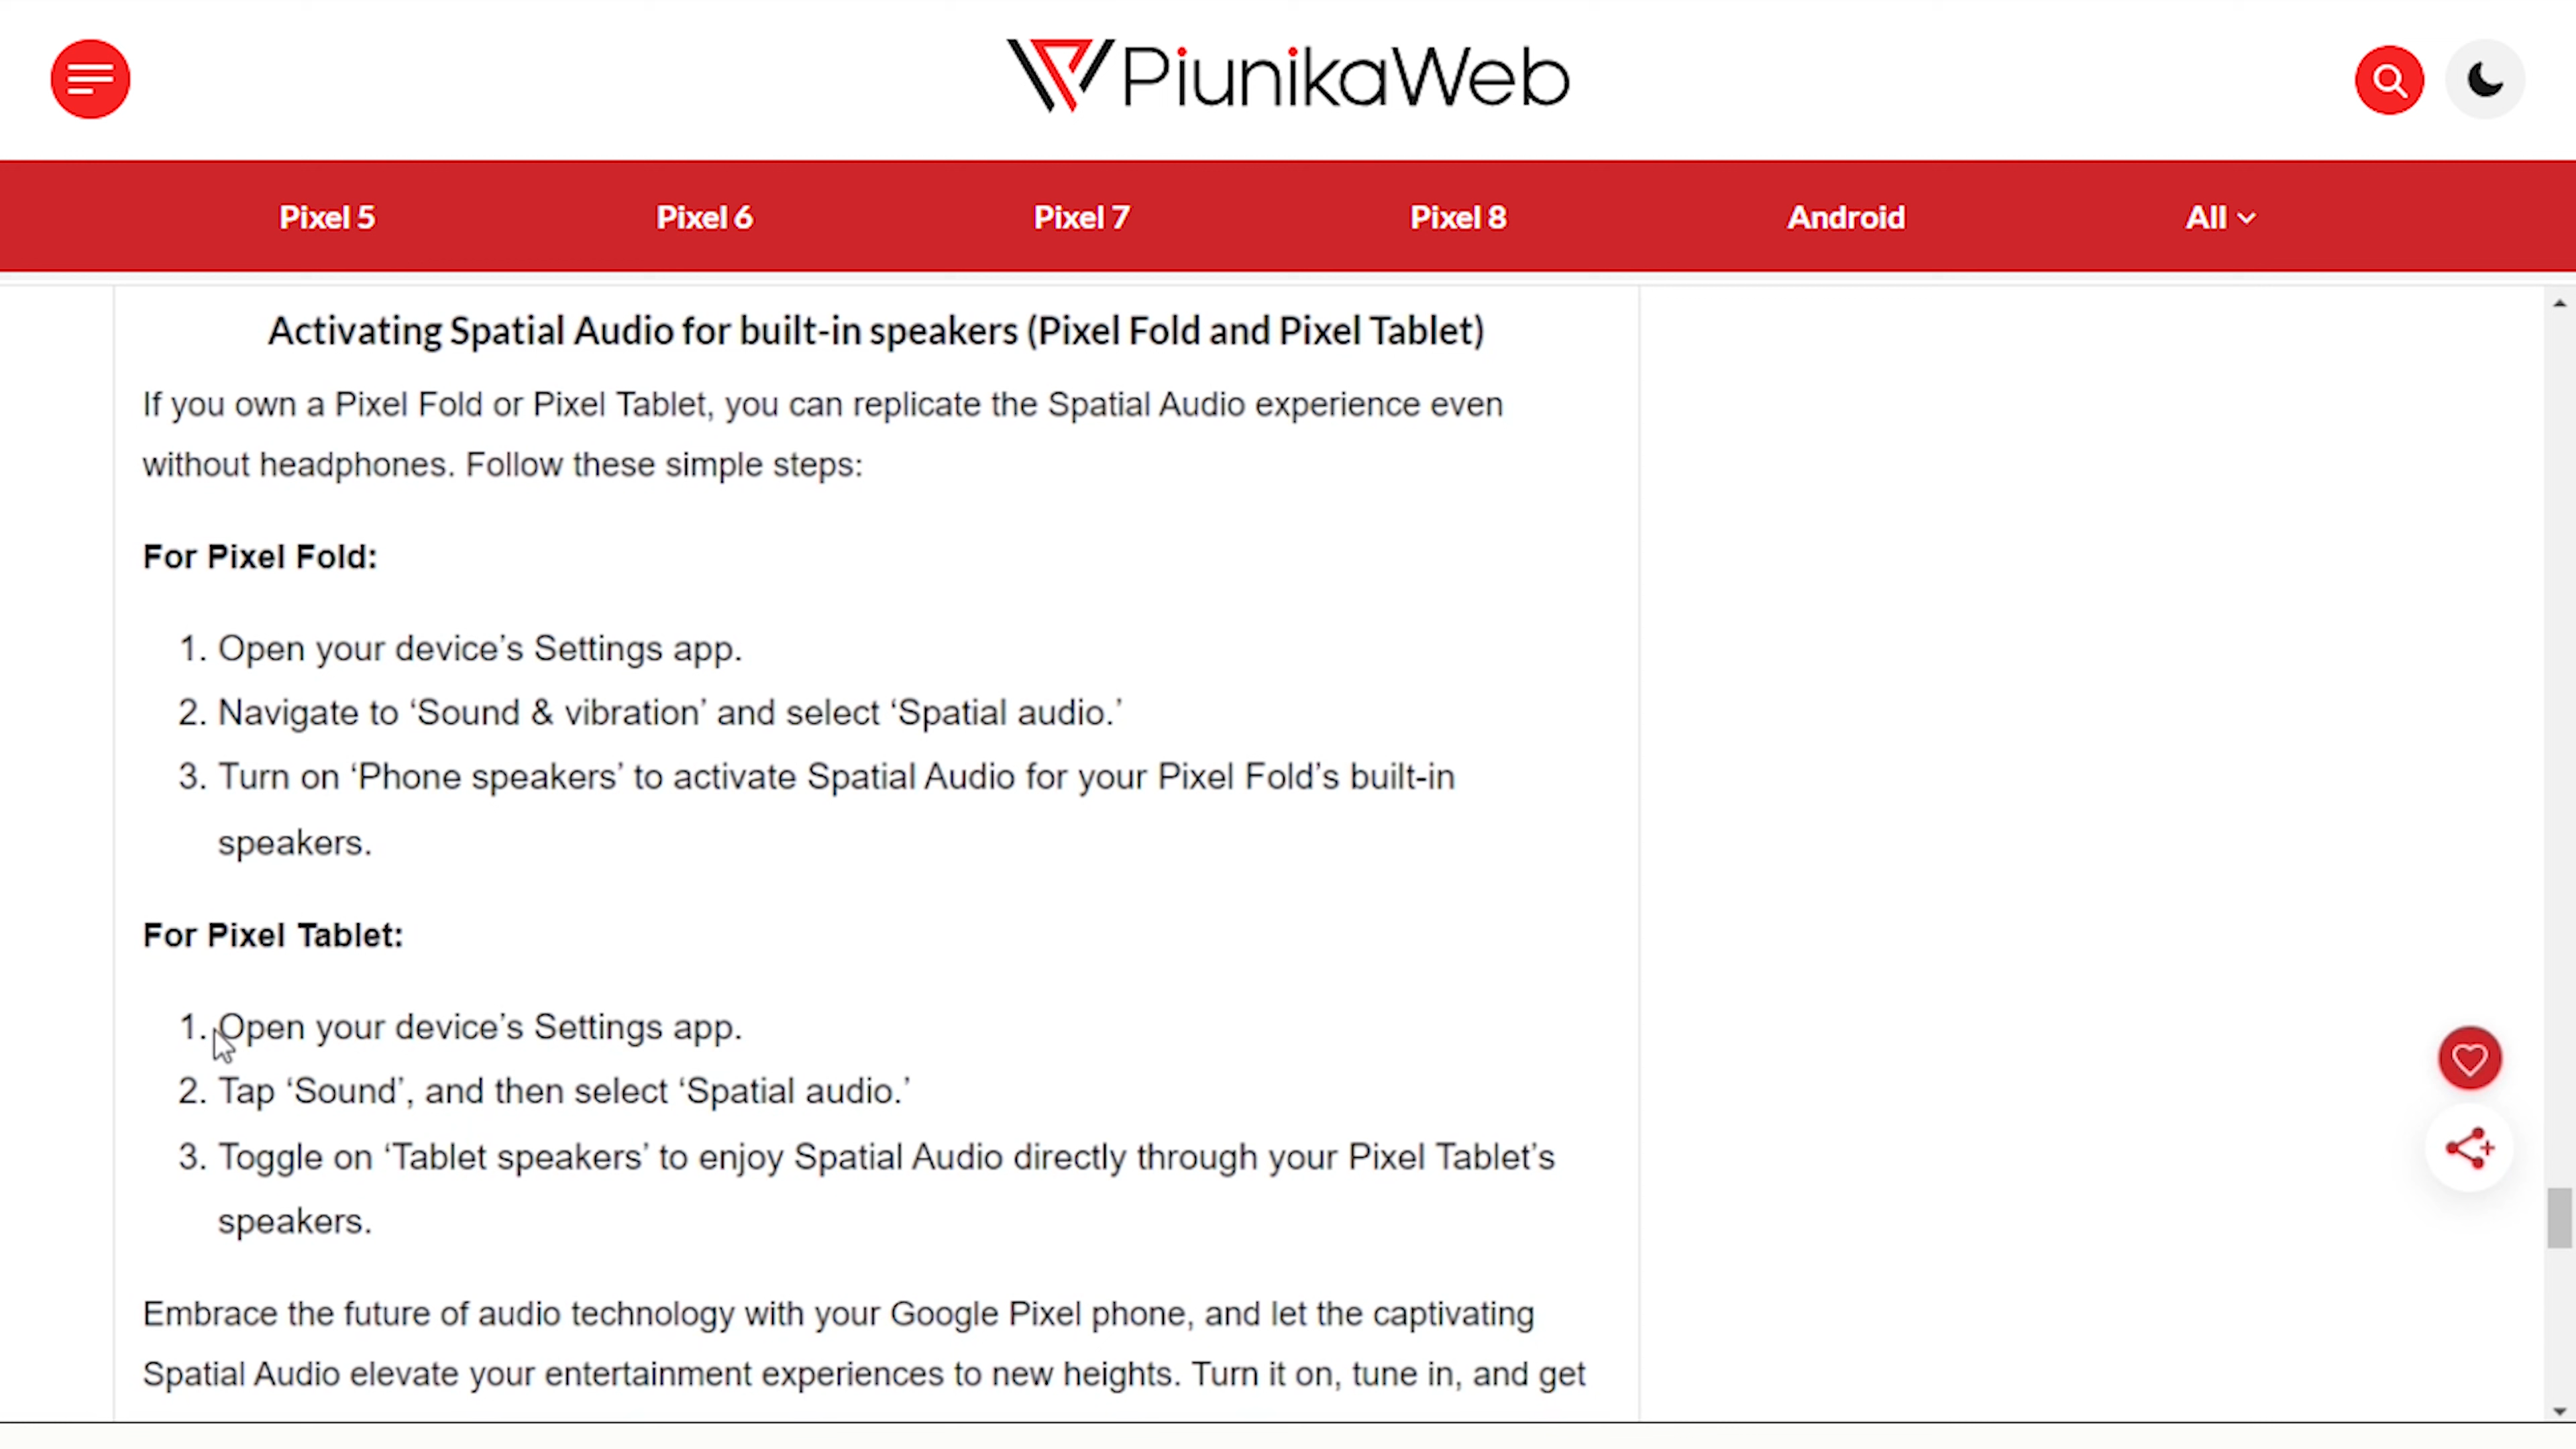 PiunikaWeb
Pixel 5 Pixel 6 Pixel 7 Pixel 8 Android All
Activating Spatial Audio for built-in speakers (Pixel Fold and Pixel Tablet)
If you own a Pixel Fold or Pixel Tablet, you can replicate the Spatial Audio experience even
without headphones. Follow these simple steps:
For Pixel Fold:
1. Open your device’s Settings app.
2. Navigate to ‘Sound & vibration’ and select ‘Spatial audio.’
3. Turn on ‘Phone speakers’ to activate Spatial Audio for your Pixel Fold’s built-in
speakers.
For Pixel Tablet:
1. Open your device’s Settings app.
2. Tap ‘Sound’, and then select ‘Spatial audio.’
3. Toggle on ‘Tablet speakers’ to enjoy Spatial Audio directly through your Pixel Tablet’s
speakers.
Embrace the future of audio technology with your Google Pixel phone, and let the captivating
Spatial Audio elevate your entertainment experiences to new heights. Turn it on, tune in, and get